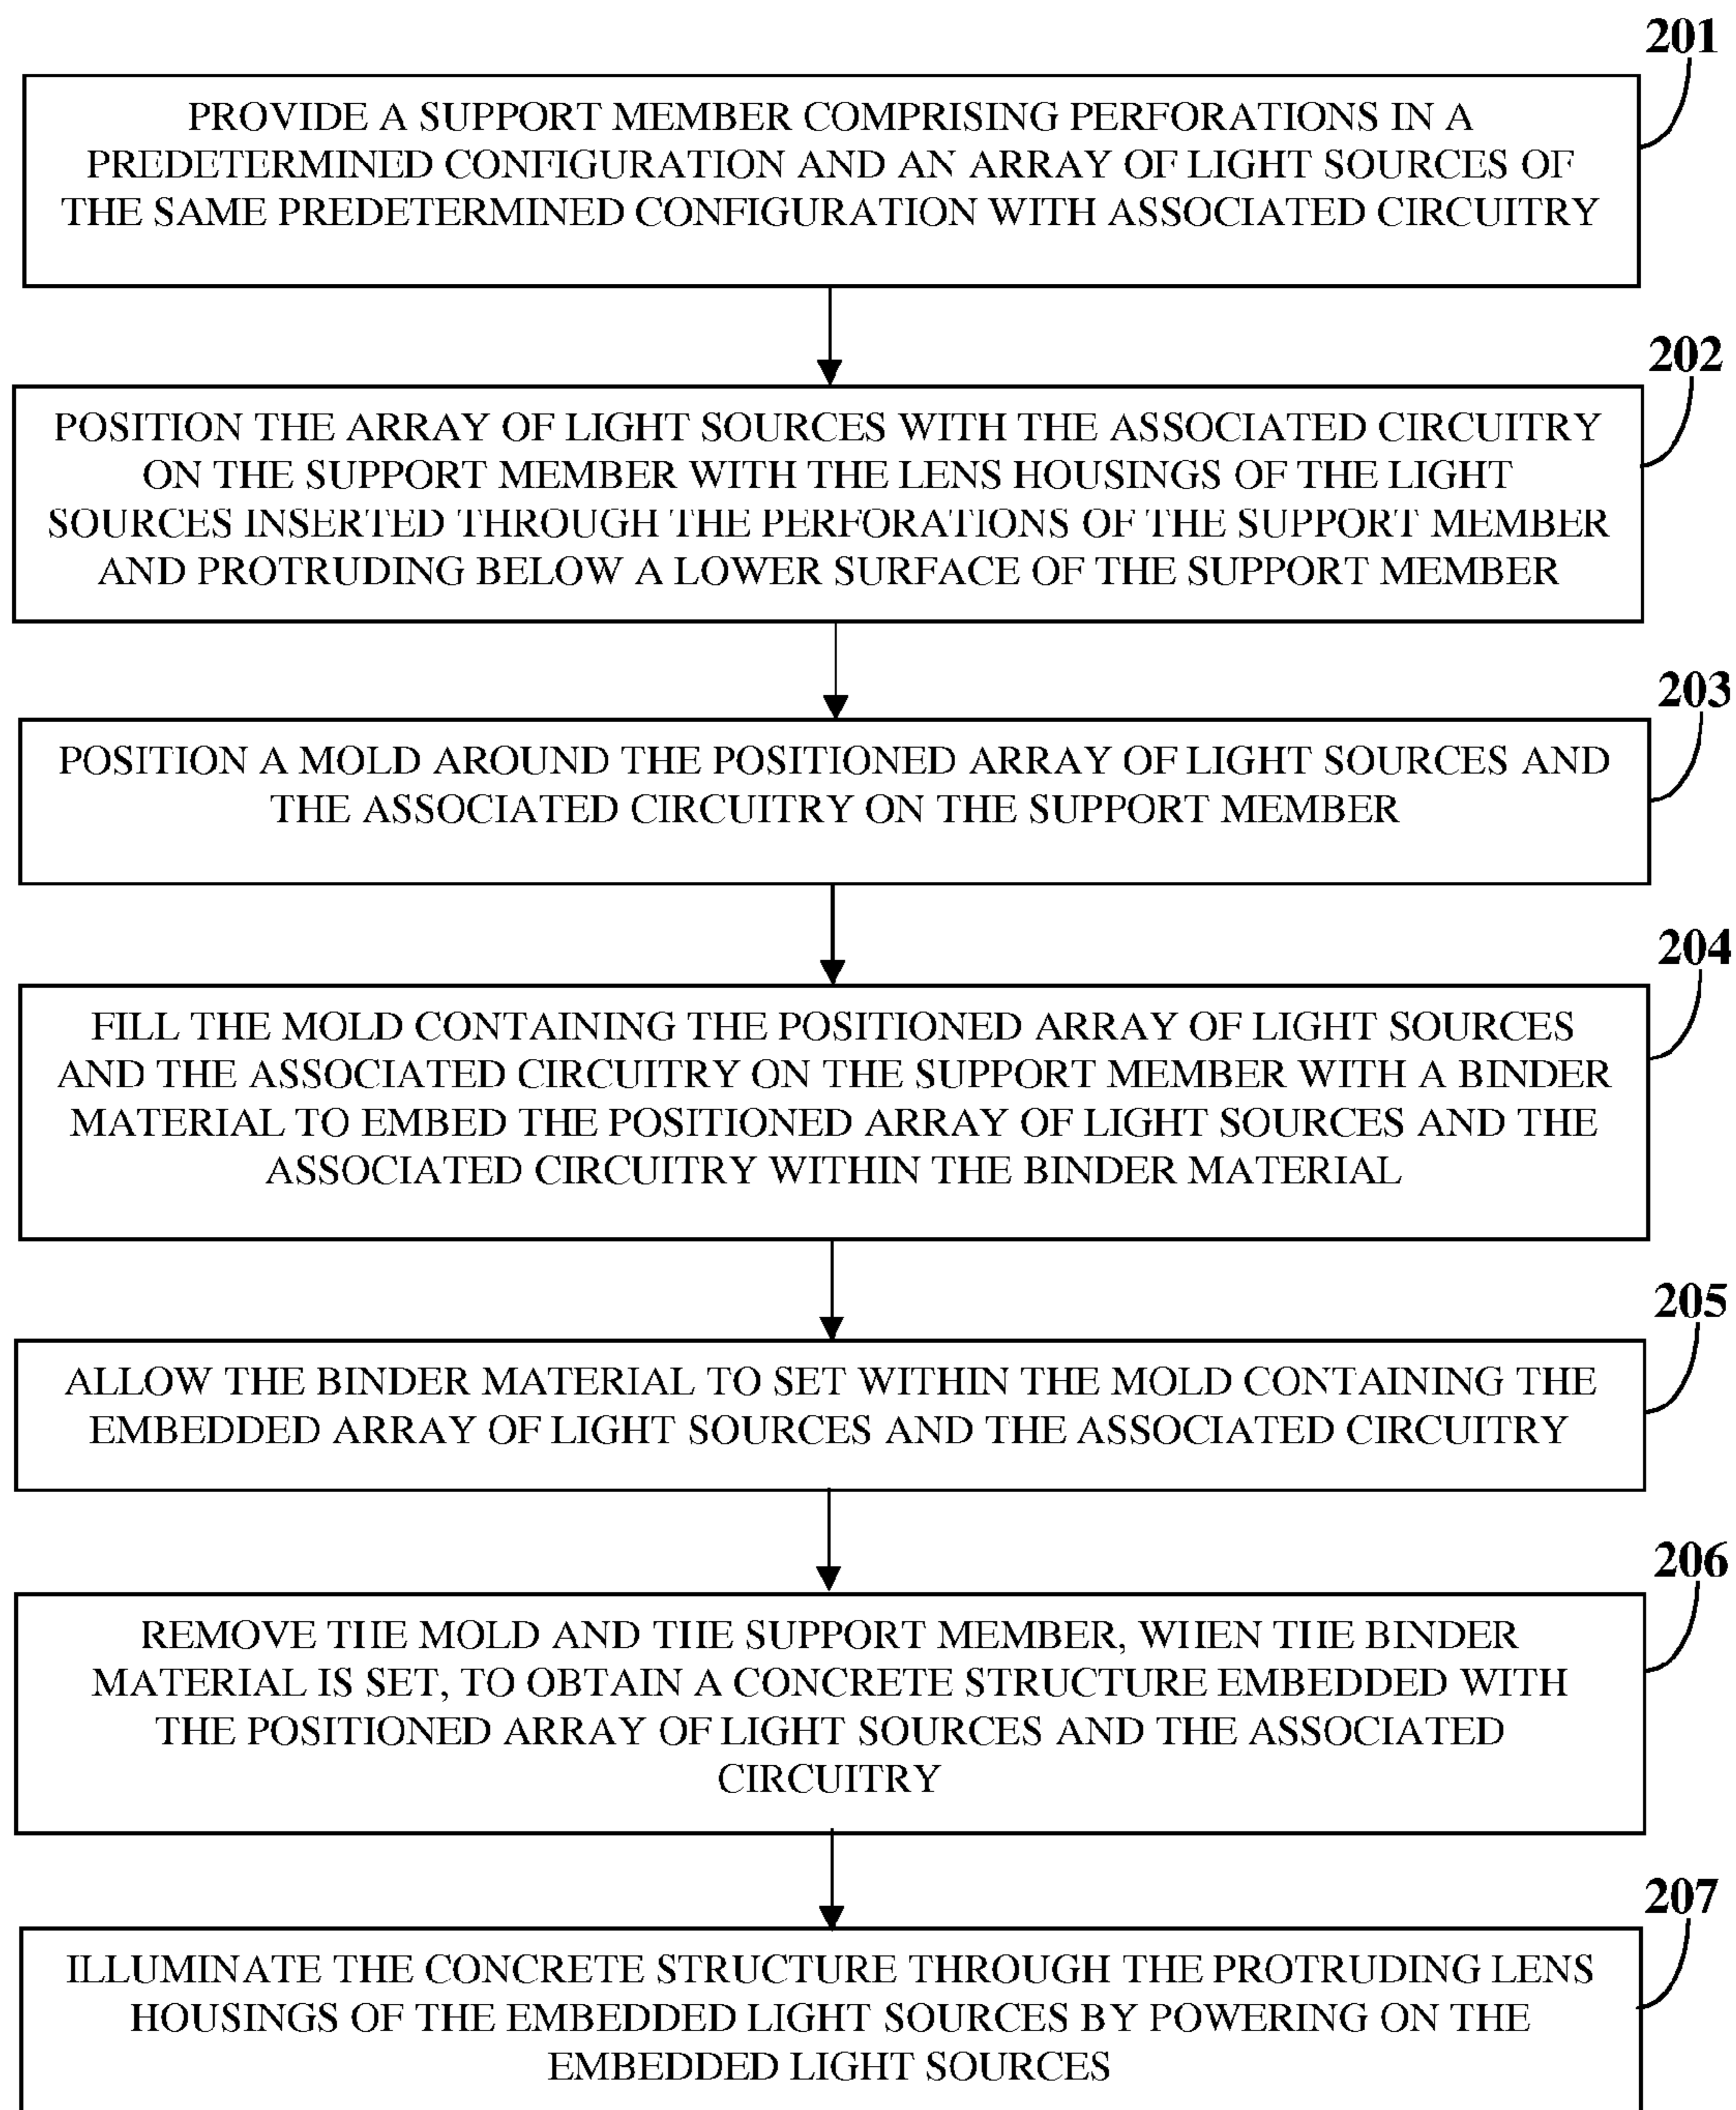 201
PROVIDE A SUPPORT MEMBER COMPRISING PERFORATIONS IN A
PREDETERMINED CONFIGURATION AND AN ARRAY OF LIGHT SOURCES OF
THE SAME PREDETERMINED CONFIGURATION WITH ASSOCIATED CIRCUITRY
202
POSITION THE ARRAY OF LIGHT SOURCES WITH THE ASSOCIATED CIRCUITRY
ON THE SUPPORT MEMBER WITH THE LENS HOUSINGS OF THE LIGHT
SOURCES INSERTED THROUGH THE PERFORATIONS OF THE SUPPORT MEMBER
AND PROTRUDING BELOW A LOWER SURFACE OF THE SUPPORT MEMBER
203
POSITION A MOLD AROUND THE POSITIONED ARRAY OF LIGHT SOURCES AND
THE ASSOCIATED CIRCUITRY ON THE SUPPORT MEMBER
204
FILL THE MOLD CONTAINING THE POSITIONED ARRAY OF LIGHT SOURCES
AND THE ASSOCIATED CIRCUITRY ON THE SUPPORT MEMBER WITH A BINDER
MATERIAL TO EMBED THE POSITIONED ARRAY OF LIGHT SOURCES AND THE
ASSOCIATED CIRCUITRY WITHIN THE BINDER MATERIAL
205
ALLOW THE BINDER MATERIAL TO SET WITHIN THE MOLD CONTAINING THE
EMBEDDED ARRAY OF LIGHT SOURCES AND THE ASSOCIATED CIRCUITRY
206
REMOVE THE MOLD AND THE SUPPORT MEMBER, WHEN THE BINDER
MATERIAL IS SET, TO OBTAIN A CONCRETE STRUCTURE EMBEDDED WITH
THE POSITIONED ARRAY OF LIGHT SOURCES AND THE ASSOCIATED
CIRCUITRY
207
ILLUMINATE THE CONCRETE STRUCTURE THROUGH THE PROTRUDING LENS
HOUSINGS OF THE EMBEDDED LIGHT SOURCES BY POWERING ON THE
EMBEDDED LIGHT SOURCES